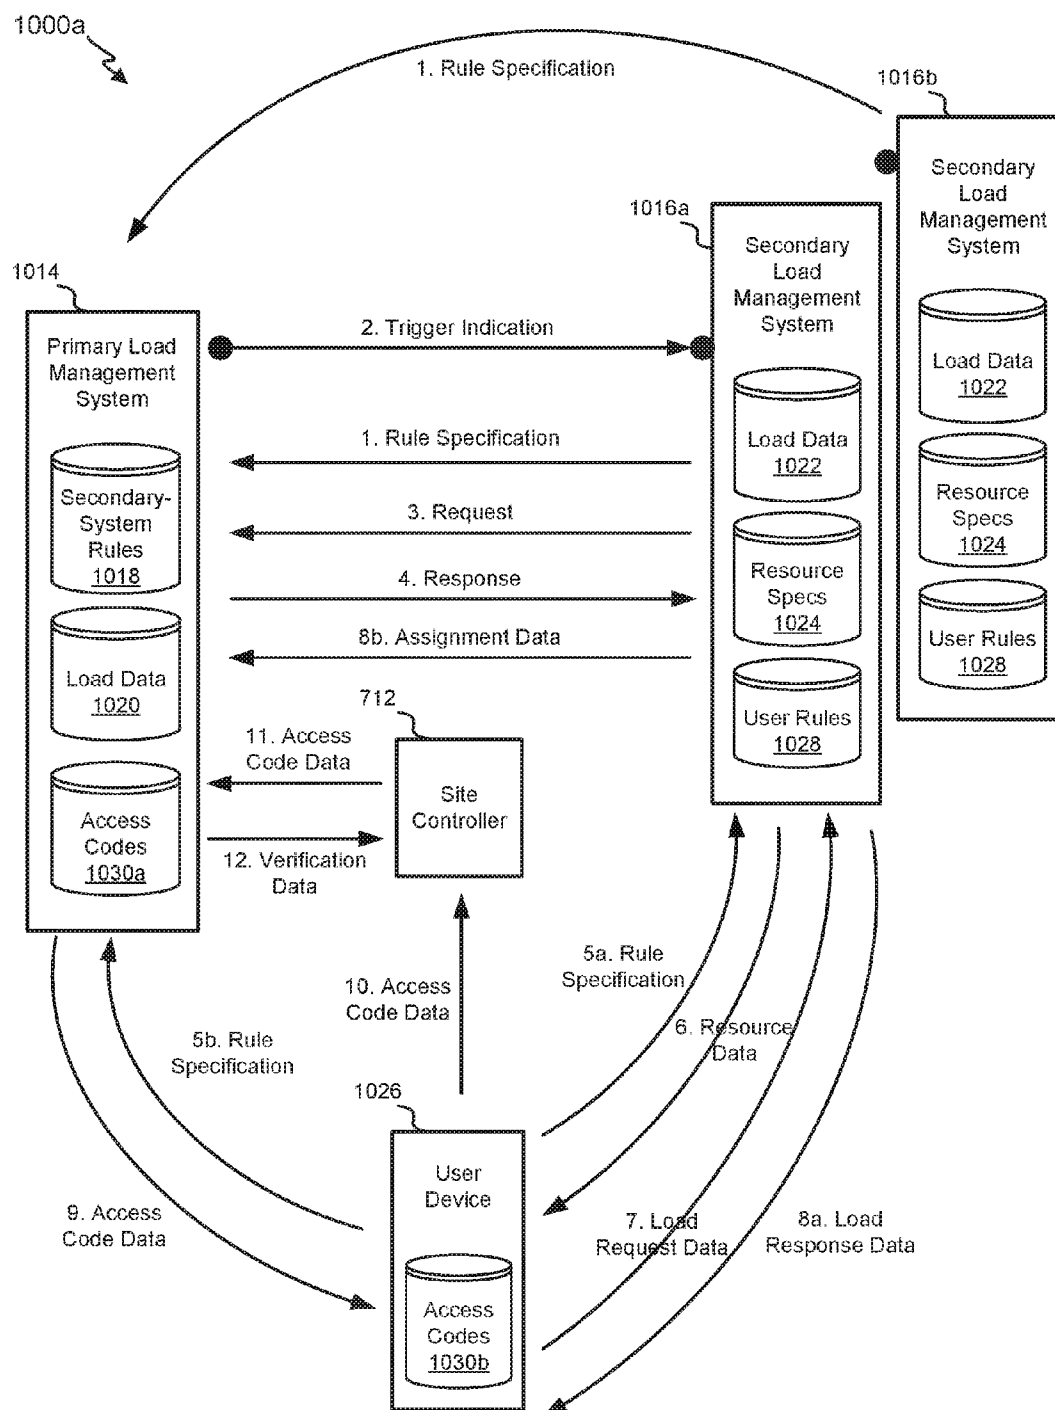 1000a
1. Rule Specification
1016b
Secondary
Load
Management
System
Load Data
1022
Resource
Specs
1024
User Rules
1028
1016a
Secondary
Load
Management
System
Load Data
1022
Resource
Specs
1024
User Rules
1028
1014
Primary Load
Management
System
Secondary-
System
Rules
1018
Load Data
1020
Access
Codes
1030a
2. Trigger Indication
1. Rule Specification
3. Request
4. Response
8b. Assignment Data
712
Site
Controller
11. Access
Code Data
12. Verification
Data
10. Access
Code Data
5a. Rule
Specification
6. Resource
Data
5b. Rule
Specification
1026
User
Device
Access
Codes
1030b
9. Access
Code Data
7. Load
Request Data
8a. Load
Response Data